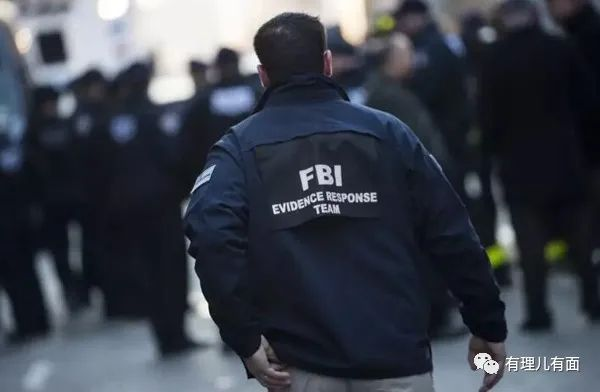 FBI
EVIDENCE RESPONSE
TEAM
有理儿有面